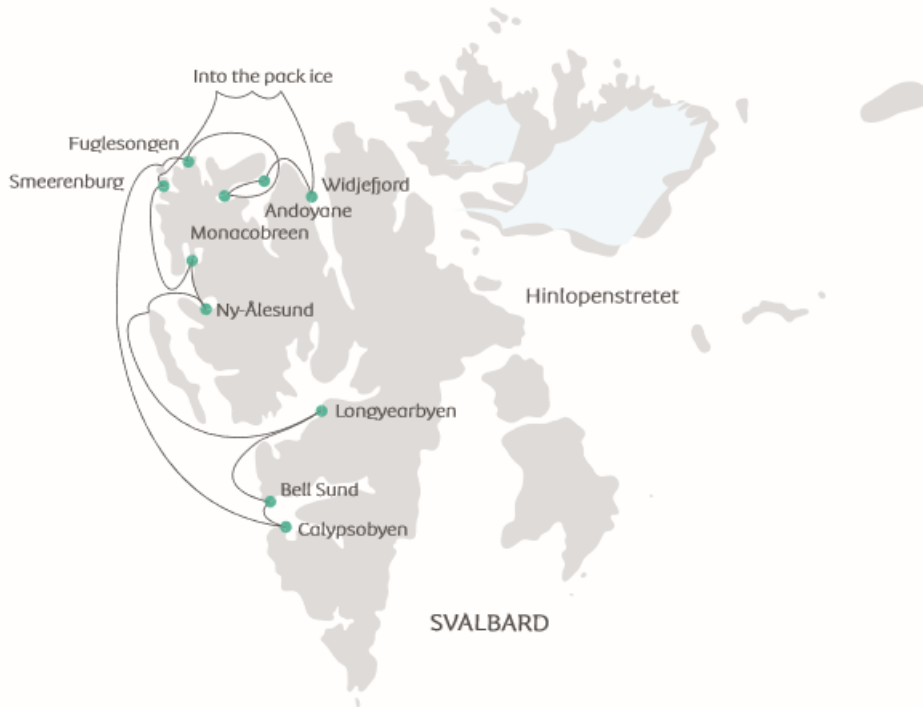 Into the pack ice
Fuglesongen
Smeerenburg
Widjefjord
Andoyane
Monacobreen
Hinlopenstretet
Ny-Ålesund
Longyearbyen
Bell Sund
Calypsobyen
SVALBARD